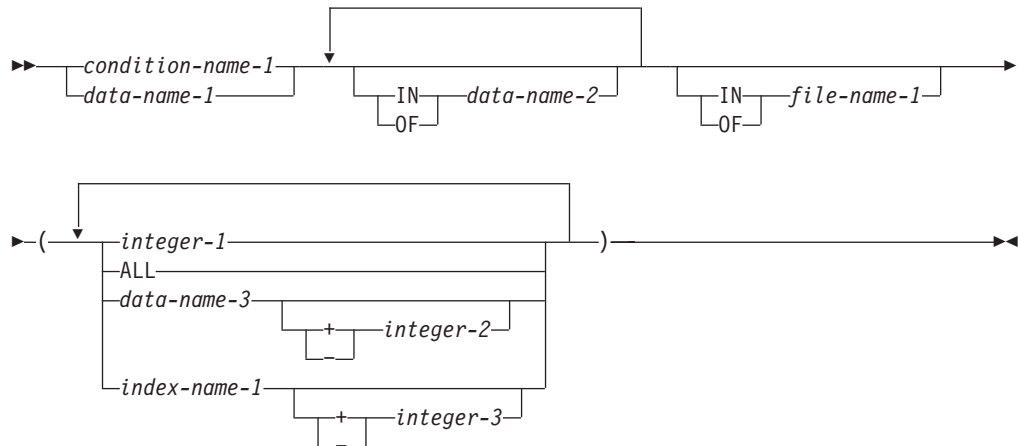 condition-name-1
data-name-1
IN data-name-2
OF
IN file-name-1
OF
( integer-1 )
ALL
data-name-3
+ integer-2
-
index-name-1
+ integer-3
-